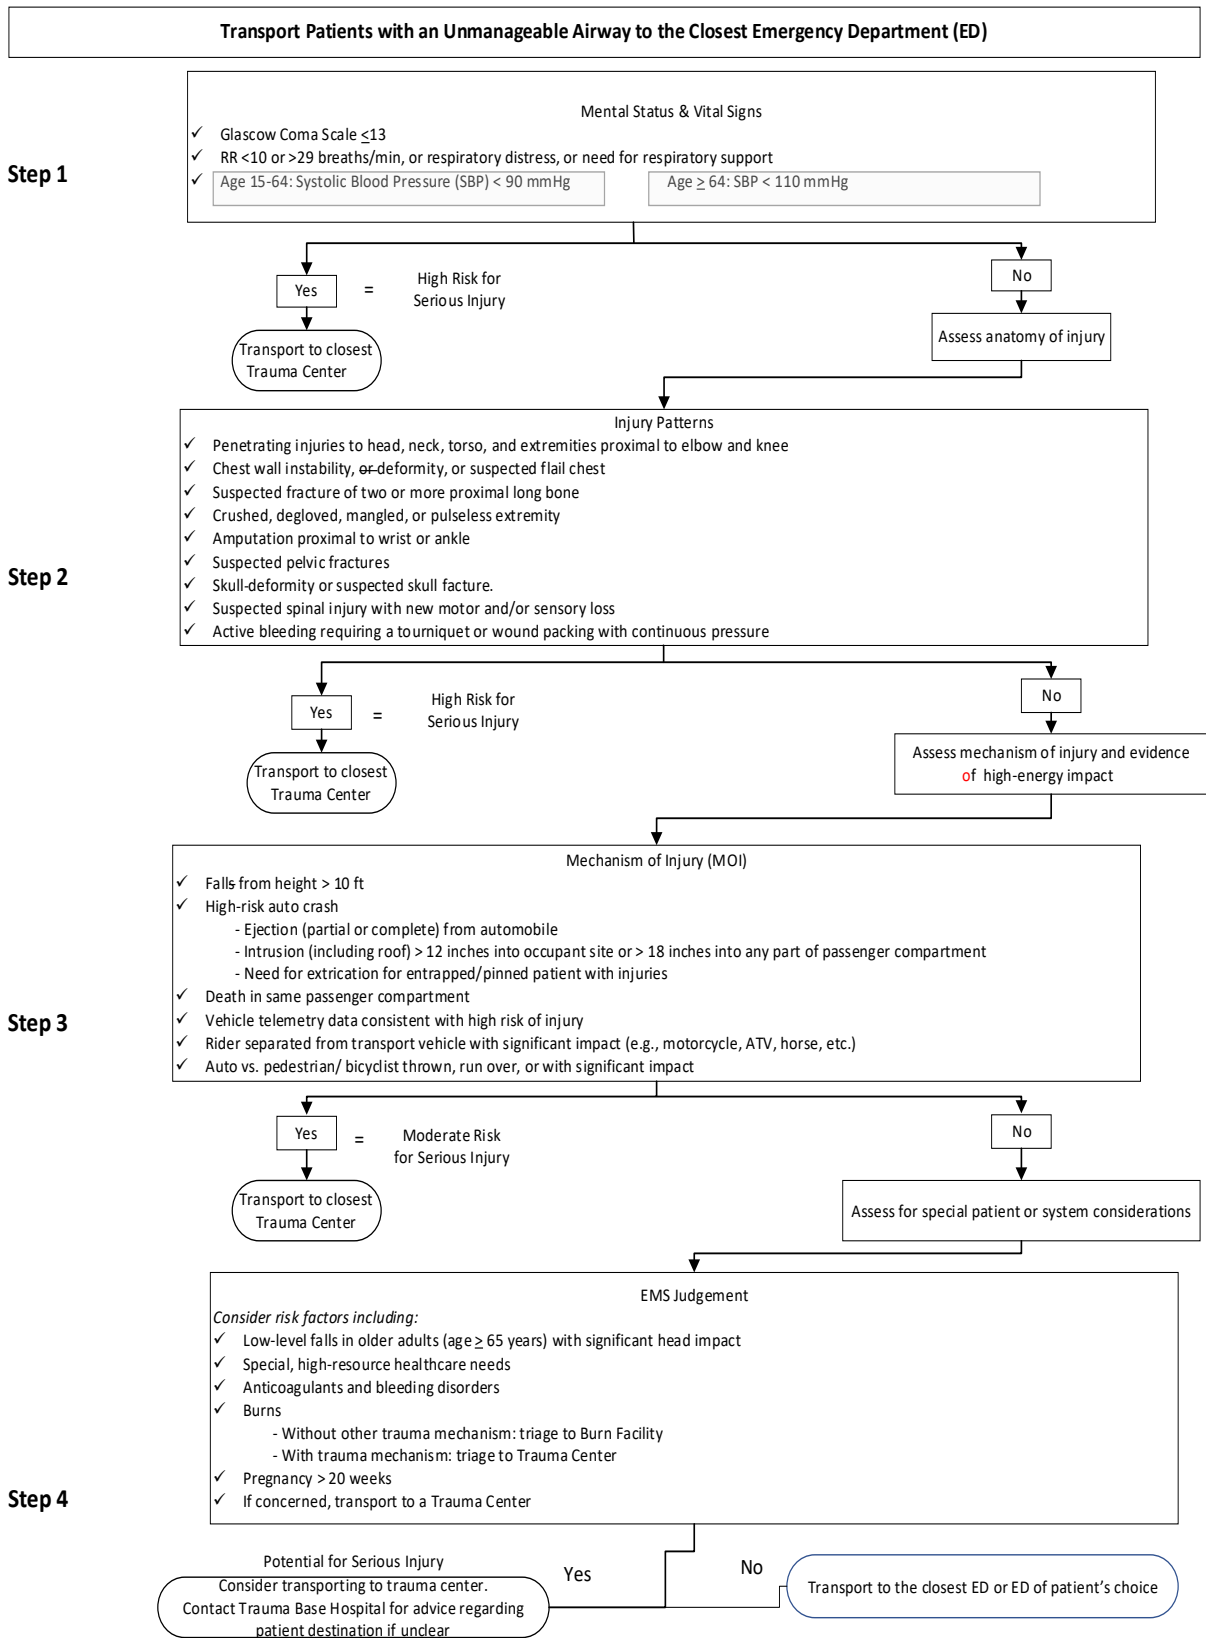 Transport Patients with an Unmanageable Airway to the Closest Emergency Department (ED)
Step 1
Mental Status & Vital Signs
✓ Glascow Coma Scale ≤13
✓ RR <10 or >29 breaths/min, or respiratory distress, or need for respiratory support
✓ Age 15-64: Systolic Blood Pressure (SBP) < 90 mmHg
Age ≥ 64: SBP < 110 mmHg
Yes
=
High Risk for
Serious Injury
No
Transport to closest
Trauma Center
Assess anatomy of injury
Step 2
Injury Patterns
✓ Penetrating injuries to head, neck, torso, and extremities proximal to elbow and knee
✓ Chest wall instability, or deformity, or suspected flail chest
✓ Suspected fracture of two or more proximal long bone
✓ Crushed, degloved, mangled, or pulseless extremity
✓ Amputation proximal to wrist or ankle
✓ Suspected pelvic fractures
✓ Skull-deformity or suspected skull facture.
✓ Suspected spinal injury with new motor and/or sensory loss
✓ Active bleeding requiring a tourniquet or wound packing with continuous pressure
Yes
=
High Risk for
Serious Injury
No
Transport to closest
Trauma Center
Assess mechanism of injury and evidence
of high-energy impact
Step 3
Mechanism of Injury (MOI)
✓ Falls from height > 10 ft
✓ High-risk auto crash
- Ejection (partial or complete) from automobile
- Intrusion (including roof) > 12 inches into occupant site or > 18 inches into any part of passenger compartment
- Need for extrication for entrapped/pinned patient with injuries
✓ Death in same passenger compartment
✓ Vehicle telemetry data consistent with high risk of injury
✓ Rider separated from transport vehicle with significant impact (e.g., motorcycle, ATV, horse, etc.)
✓ Auto vs. pedestrian/ bicyclist thrown, run over, or with significant impact
Yes
=
Moderate Risk
for Serious Injury
No
Transport to closest
Trauma Center
Assess for special patient or system considerations
Step 4
EMS Judgement
Consider risk factors including:
✓ Low-level falls in older adults (age ≥ 65 years) with significant head impact
✓ Special, high-resource healthcare needs
✓ Anticoagulants and bleeding disorders
✓ Burns
- Without other trauma mechanism: triage to Burn Facility
- With trauma mechanism: triage to Trauma Center
✓ Pregnancy > 20 weeks
✓ If concerned, transport to a Trauma Center
Potential for Serious Injury
Consider transporting to trauma center.
Contact Trauma Base Hospital for advice regarding
patient destination if unclear
Yes
No
Transport to the closest ED or ED of patient's choice